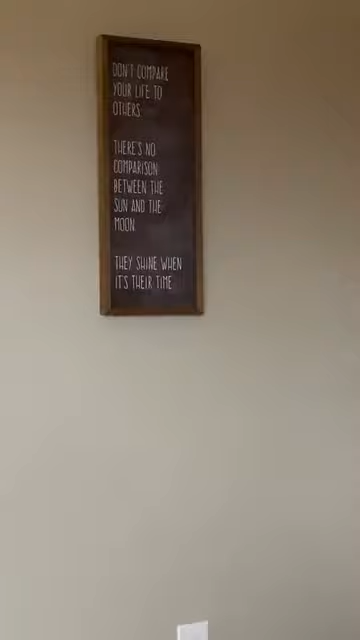 DON'T COMPARE
YOUR LIFE TO
OTHERS.
THERE'S NO
COMPARISON
BETWEEN THE
SUN AND THE
MOON.
THEY SHINE WHEN
IT'S THEIR TIME